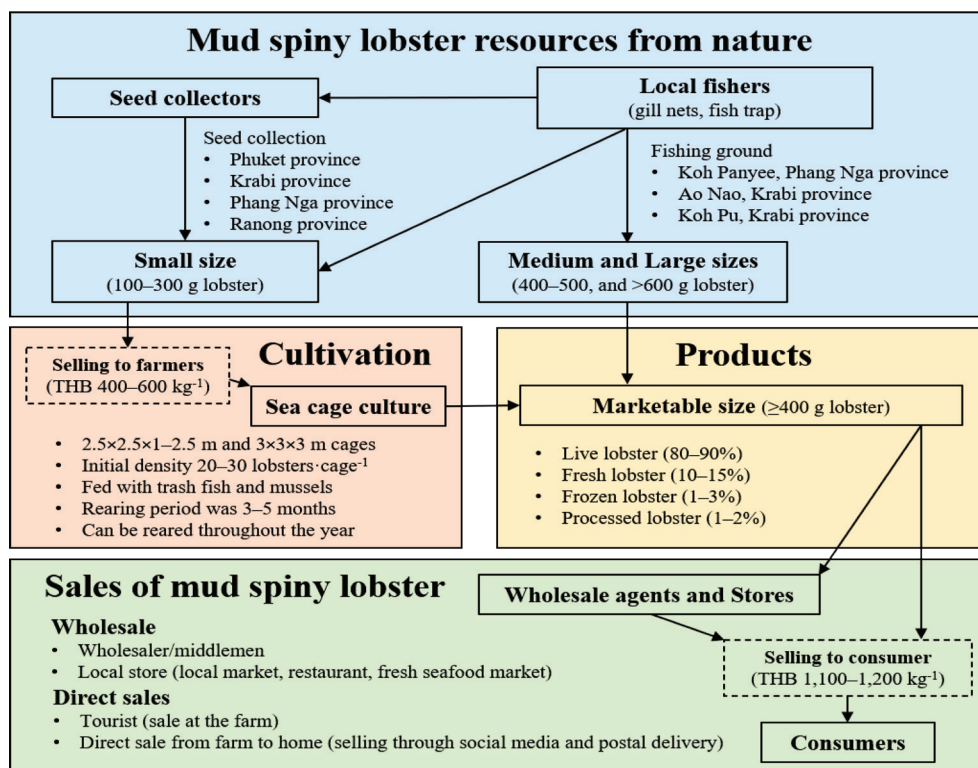 Mud spiny lobster resources from nature
Seed collectors
Local fishers
(gill nets, fish trap)
Seed collection
• Phuket province
• Krabi province
• Phang Nga province
• Ranong province
Fishing ground
• Koh Panyee, Phang Nga province
• Ao Nao, Krabi province
• Koh Pu, Krabi province
Small size
(100–300 g lobster)
Medium and Large sizes
(400–500, and >600 g lobster)
Cultivation
Selling to farmers
(THB 400–600 kg⁻¹)
Sea cage culture
• 2.5×2.5×1–2.5 m and 3×3×3 m cages
• Initial density 20–30 lobsters·cage⁻¹
• Fed with trash fish and mussels
• Rearing period was 3–5 months
• Can be reared throughout the year
Products
Marketable size (≥400 g lobster)
• Live lobster (80–90%)
• Fresh lobster (10–15%)
• Frozen lobster (1–3%)
• Processed lobster (1–2%)
Sales of mud spiny lobster
Wholesale agents and Stores
Wholesale
• Wholesaler/middlemen
• Local store (local market, restaurant, fresh seafood market)
Direct sales
• Tourist (sale at the farm)
• Direct sale from farm to home (selling through social media and postal delivery)
Selling to consumer
(THB 1,100–1,200 kg⁻¹)
Consumers